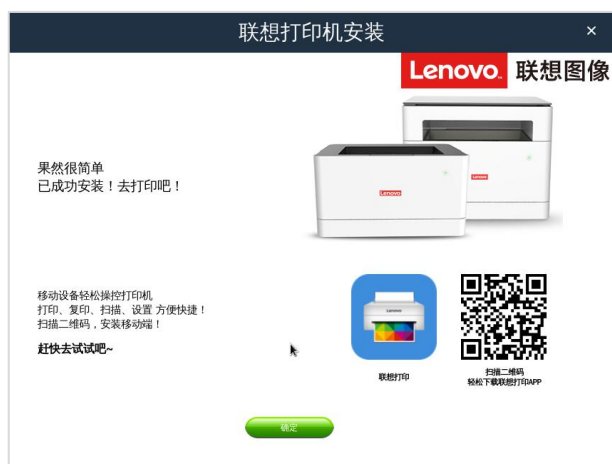 联想打印机安装
×
Lenovo 联想图像
果然很简单
已成功安装！去打印吧！
Lenovo
Lenovo
移动设备轻松操控打印机
打印、复印、扫描、设置 方便快捷！
扫描二维码，安装移动端！
赶快去试试吧~
Lenovo
联想打印
扫描二维码
轻松下载联想打印APP
确定